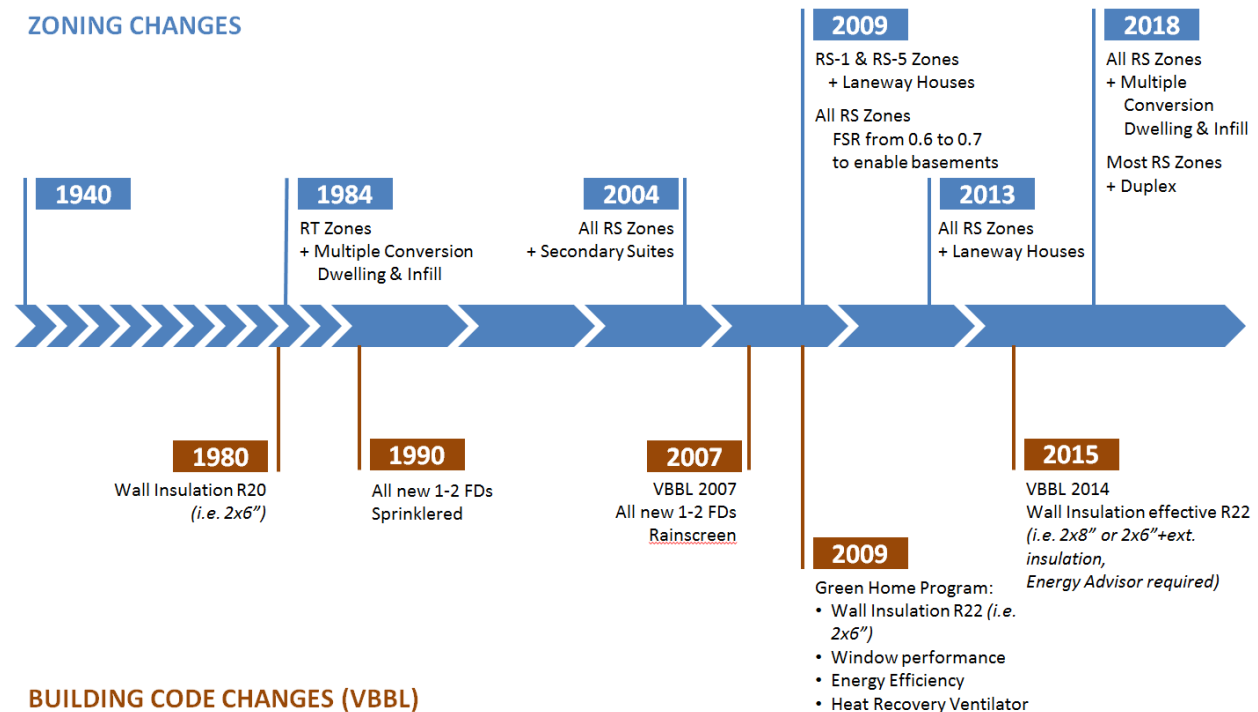 ZONING CHANGES
1940
1984
RT Zones
+ Multiple Conversion
Dwelling & Infill
2004
All RS Zones
+ Secondary Suites
2009
RS-1 & RS-5 Zones
+ Laneway Houses
All RS Zones
FSR from 0.6 to 0.7
to enable basements
2013
All RS Zones
+ Laneway Houses
2018
All RS Zones
+ Multiple
Conversion
Dwelling & Infill
Most RS Zones
+ Duplex
1980
Wall Insulation R20
(i.e. 2x6”)
1990
All new 1-2 FDs
Sprinklered
2007
VBBL 2007
All new 1-2 FDs
Rainscreen
2009
Green Home Program:
• Wall Insulation R22 (i.e.
2x6”)
• Window performance
• Energy Efficiency
• Heat Recovery Ventilator
2015
VBBL 2014
Wall Insulation effective R22
(i.e. 2x8” or 2x6”+ext.
insulation,
Energy Advisor required)
BUILDING CODE CHANGES (VBBL)